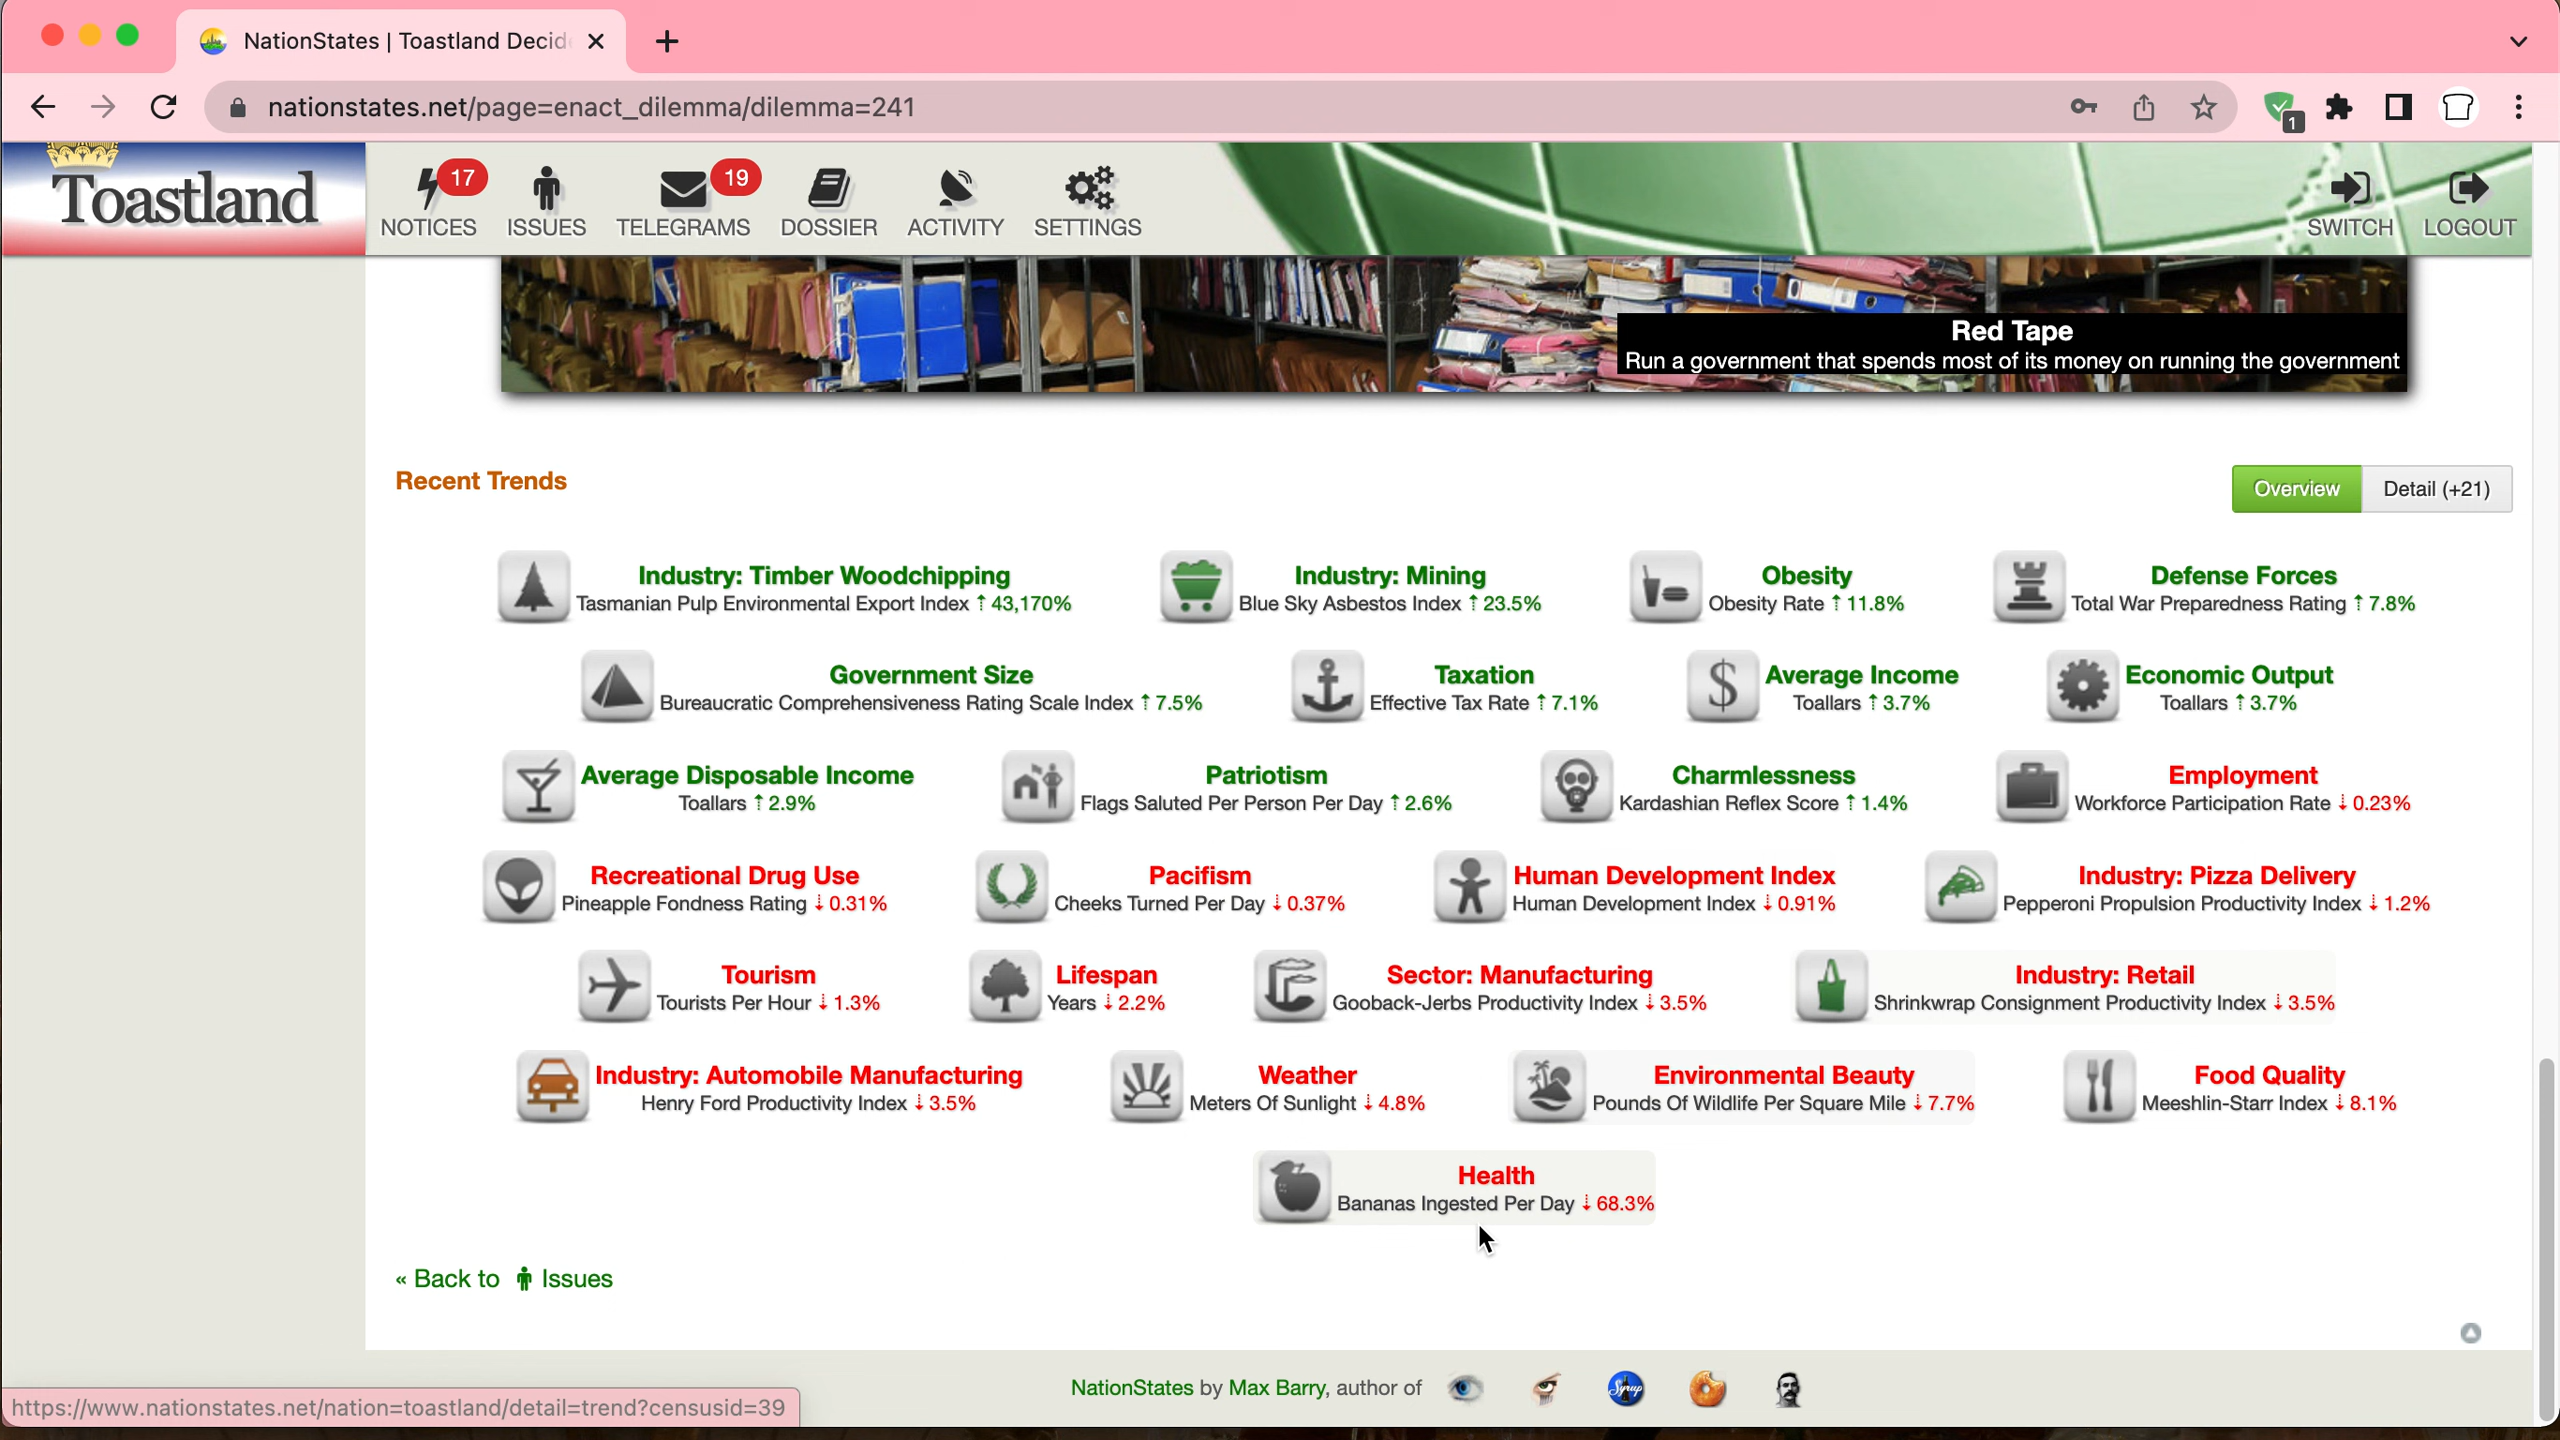 NationStates | Toastland Decid
nationstates.net/page=enact_dilemma/dilemma=241
1
Toastland
17
19
NOTICES ISSUES TELEGRAMS DOSSIER ACTIVITY SETTINGS SWITCH LOGOUT
Red Tape
Run a government that spends most of its money on running the government
Recent Trends
Overview Detail (+21)
Industry: Timber Woodchipping
Tasmanian Pulp Environmental Export Index ⇡ 43,170%
Industry: Mining
Blue Sky Asbestos Index ⇡ 23.5%
Obesity
Obesity Rate ⇡ 11.8%
Defense Forces
Total War Preparedness Rating ⇡ 7.8%
Government Size
Bureaucratic Comprehensiveness Rating Scale Index ⇡ 7.5%
Taxation
Effective Tax Rate ⇡ 7.1%
Average Income
Toallars ⇡ 3.7%
Economic Output
Toallars ⇡ 3.7%
Average Disposable Income
Toallars ⇡ 2.9%
Patriotism
Flags Saluted Per Person Per Day ⇡ 2.6%
Charmlessness
Kardashian Reflex Score ⇡ 1.4%
Employment
Workforce Participation Rate ⇣ 0.23%
Recreational Drug Use
Pineapple Fondness Rating ⇣ 0.31%
Pacifism
Cheeks Turned Per Day ⇣ 0.37%
Human Development Index
Human Development Index ⇣ 0.91%
Industry: Pizza Delivery
Pepperoni Propulsion Productivity Index ⇣ 1.2%
Tourism
Tourists Per Hour ⇣ 1.3%
Lifespan
Years ⇣ 2.2%
Sector: Manufacturing
Gooback-Jerbs Productivity Index ⇣ 3.5%
Industry: Retail
Shrinkwrap Consignment Productivity Index ⇣ 3.5%
Industry: Automobile Manufacturing
Henry Ford Productivity Index ⇣ 3.5%
Weather
Meters Of Sunlight ⇣ 4.8%
Environmental Beauty
Pounds Of Wildlife Per Square Mile ⇣ 7.7%
Food Quality
Meeshlin-Starr Index ⇣ 8.1%
Health
Bananas Ingested Per Day ⇣ 68.3%
« Back to Issues
NationStates by Max Barry, author of
Syrup
https://www.nationstates.net/nation=toastland/detail=trend?censusid=39